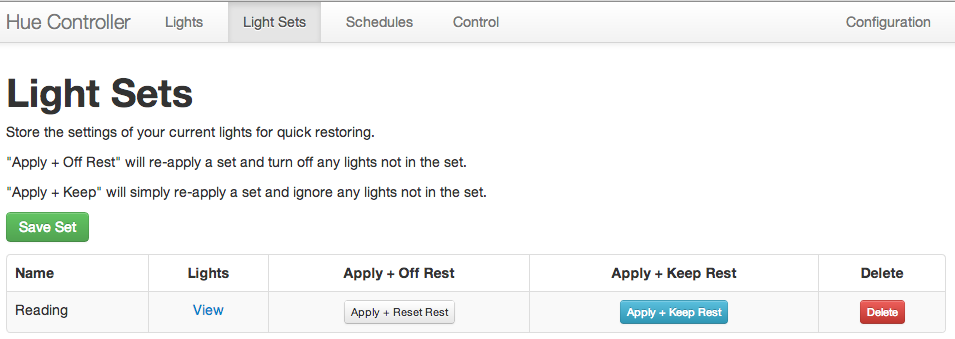 Hue Controller Lights Light Sets Schedules Control Configuration
Light Sets
Store the settings of your current lights for quick restoring.
"Apply + Off Rest" will re-apply a set and turn off any lights not in the set.
"Apply + Keep" will simply re-apply a set and ignore any lights not in the set.
Save Set
Name Lights Apply + Off Rest Apply + Keep Rest Delete
Reading View Apply + Reset Rest Apply + Keep Rest Delete